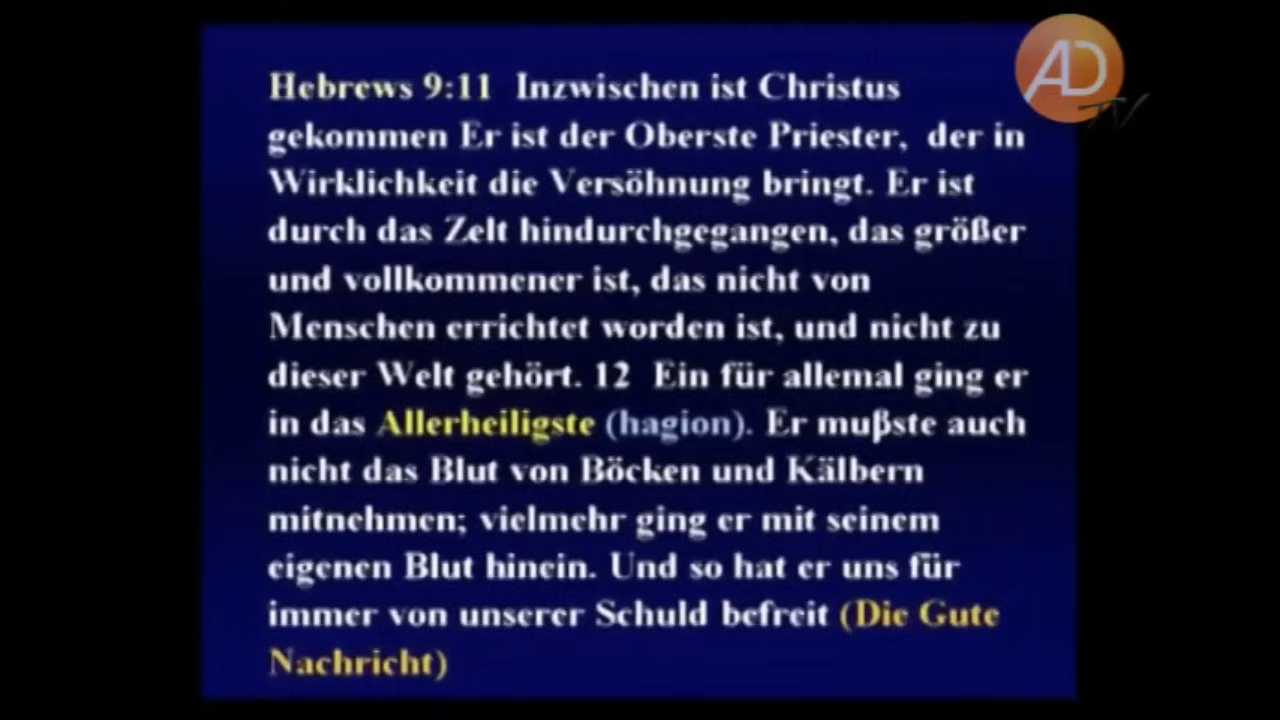 AD
TV
Hebrews 9:11 Inzwischen ist Christus
gekommen Er ist der Oberste Priester, der in
Wirklichkeit die Versöhnung bringt. Er ist
durch das Zelt hindurchgegangen, das größer
und vollkommener ist, das nicht von
Menschen errichtet worden ist, und nicht zu
dieser Welt gehört. 12 Ein für allemal ging er
in das Allerheiligste (hagion). Er muβste auch
nicht das Blut von Böcken und Kälbern
mitnehmen; vielmehr ging er mit seinem
eigenen Blut hinein. Und so hat er uns für
immer von unserer Schuld befreit (Die Gute
Nachricht)